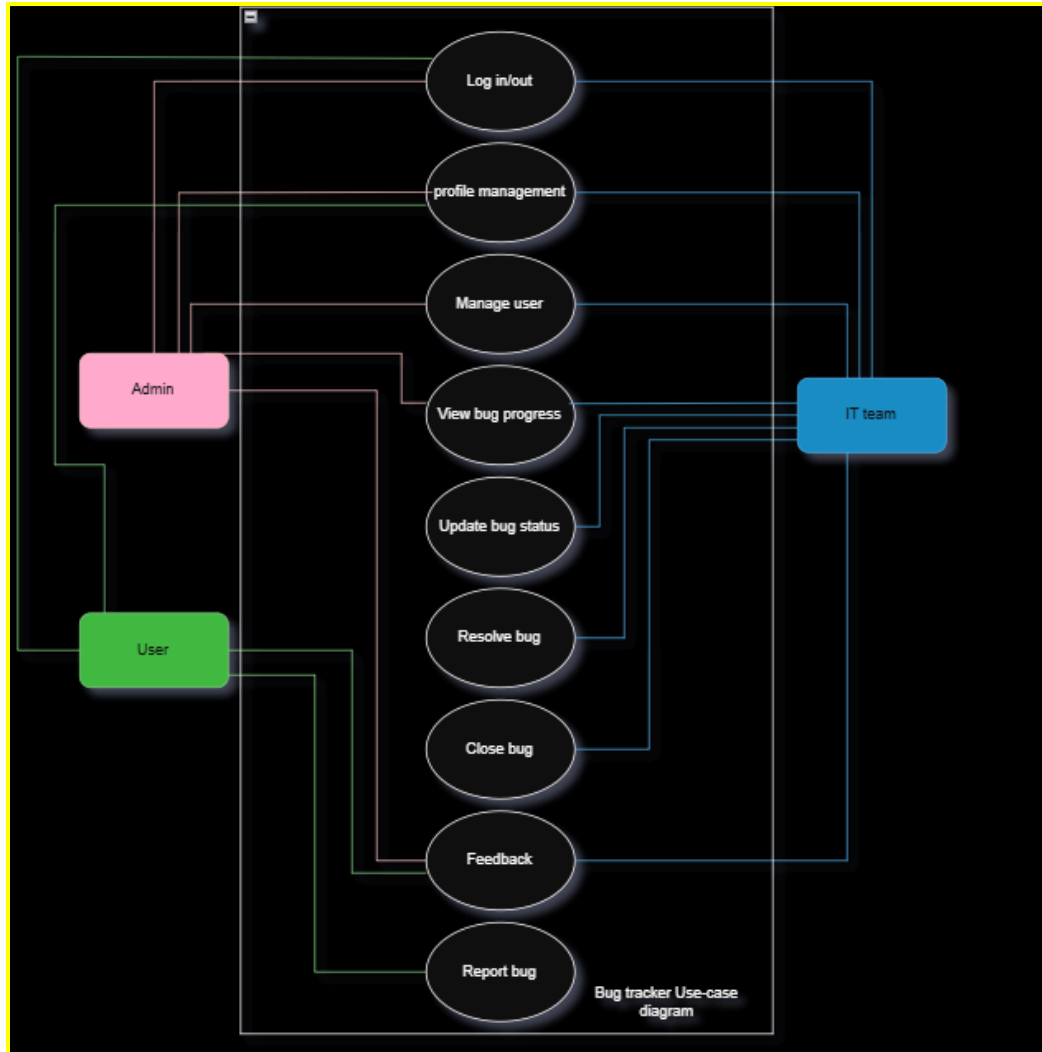 Log in/out
profile management
Manage user
Admin
View bug progress
IT team
Update bug status
Resolve bug
User
Close bug
Feedback
Report bug
Bug tracker Use-case
diagram